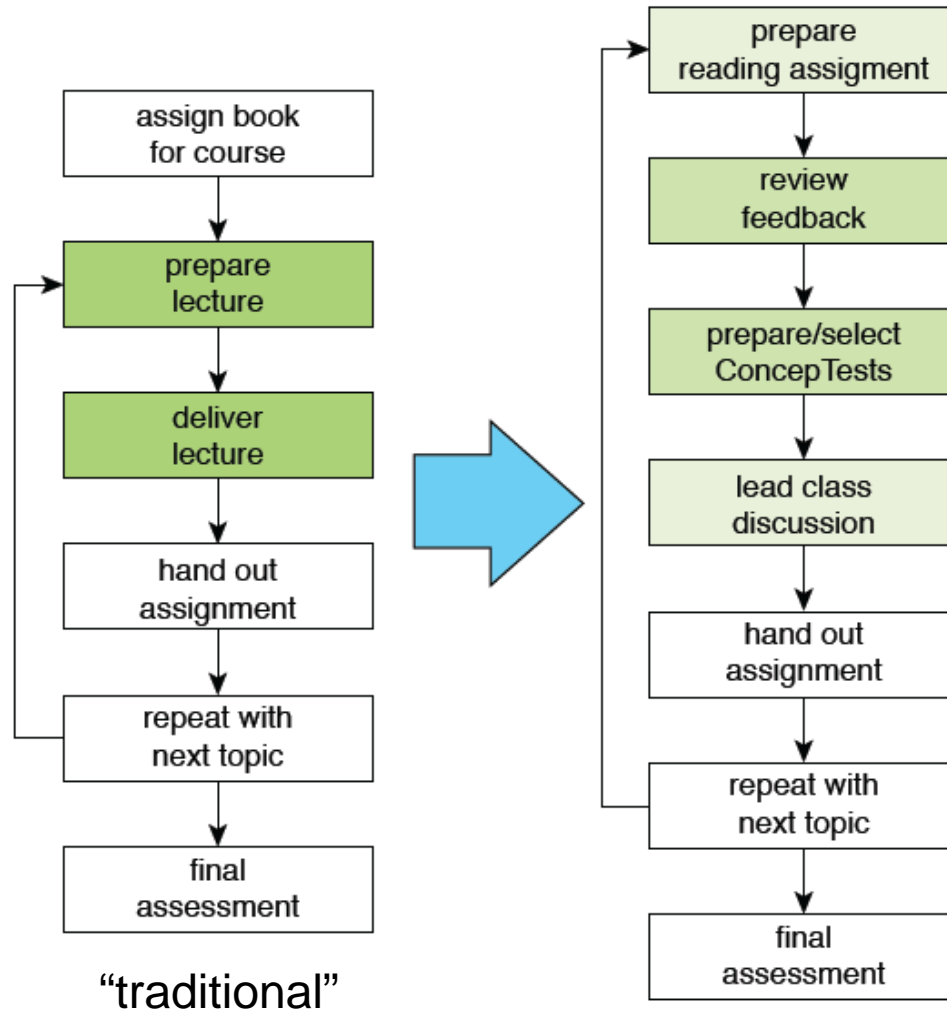 assign book
for course
prepare
lecture
deliver
lecture
hand out
assignment
repeat with
next topic
final
assessment
“traditional”
prepare
reading assigment
review
feedback
prepare/select
ConcepTests
lead class
discussion
hand out
assignment
repeat with
next topic
final
assessment